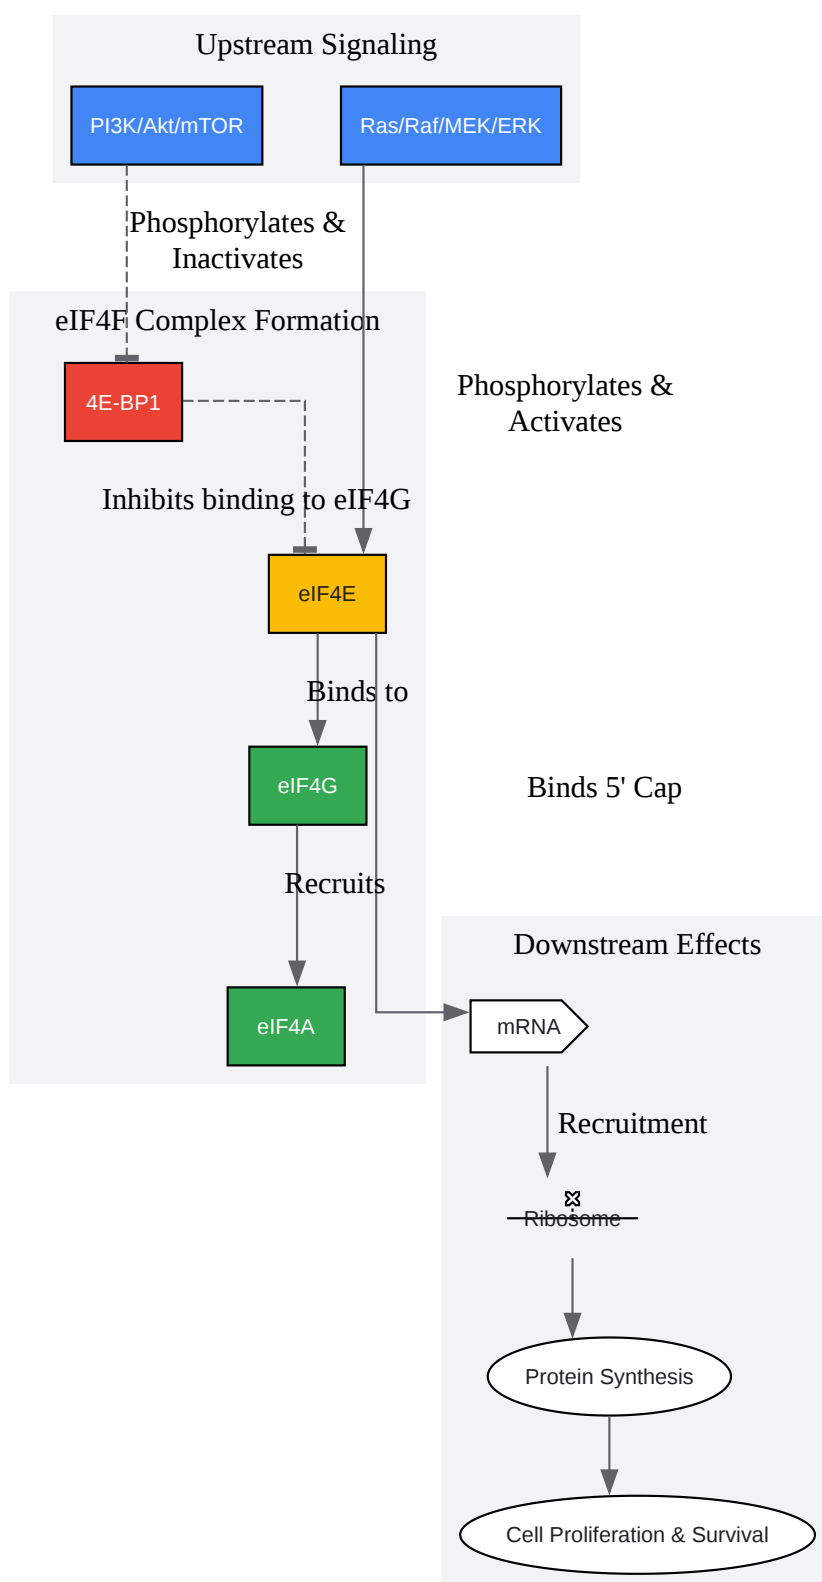 Upstream Signaling
PI3K/Akt/mTOR
Ras/Raf/MEK/ERK
Phosphorylates &
Inactivates
eIF4F Complex Formation
Phosphorylates &
Activates
4E-BP1
Inhibits binding to eIF4G
eIF4E
Binds to
eIF4G
Binds 5' Cap
Recruits
Downstream Effects
eIF4A
mRNA
Recruitment
Ribosome
Protein Synthesis
Cell Proliferation & Survival